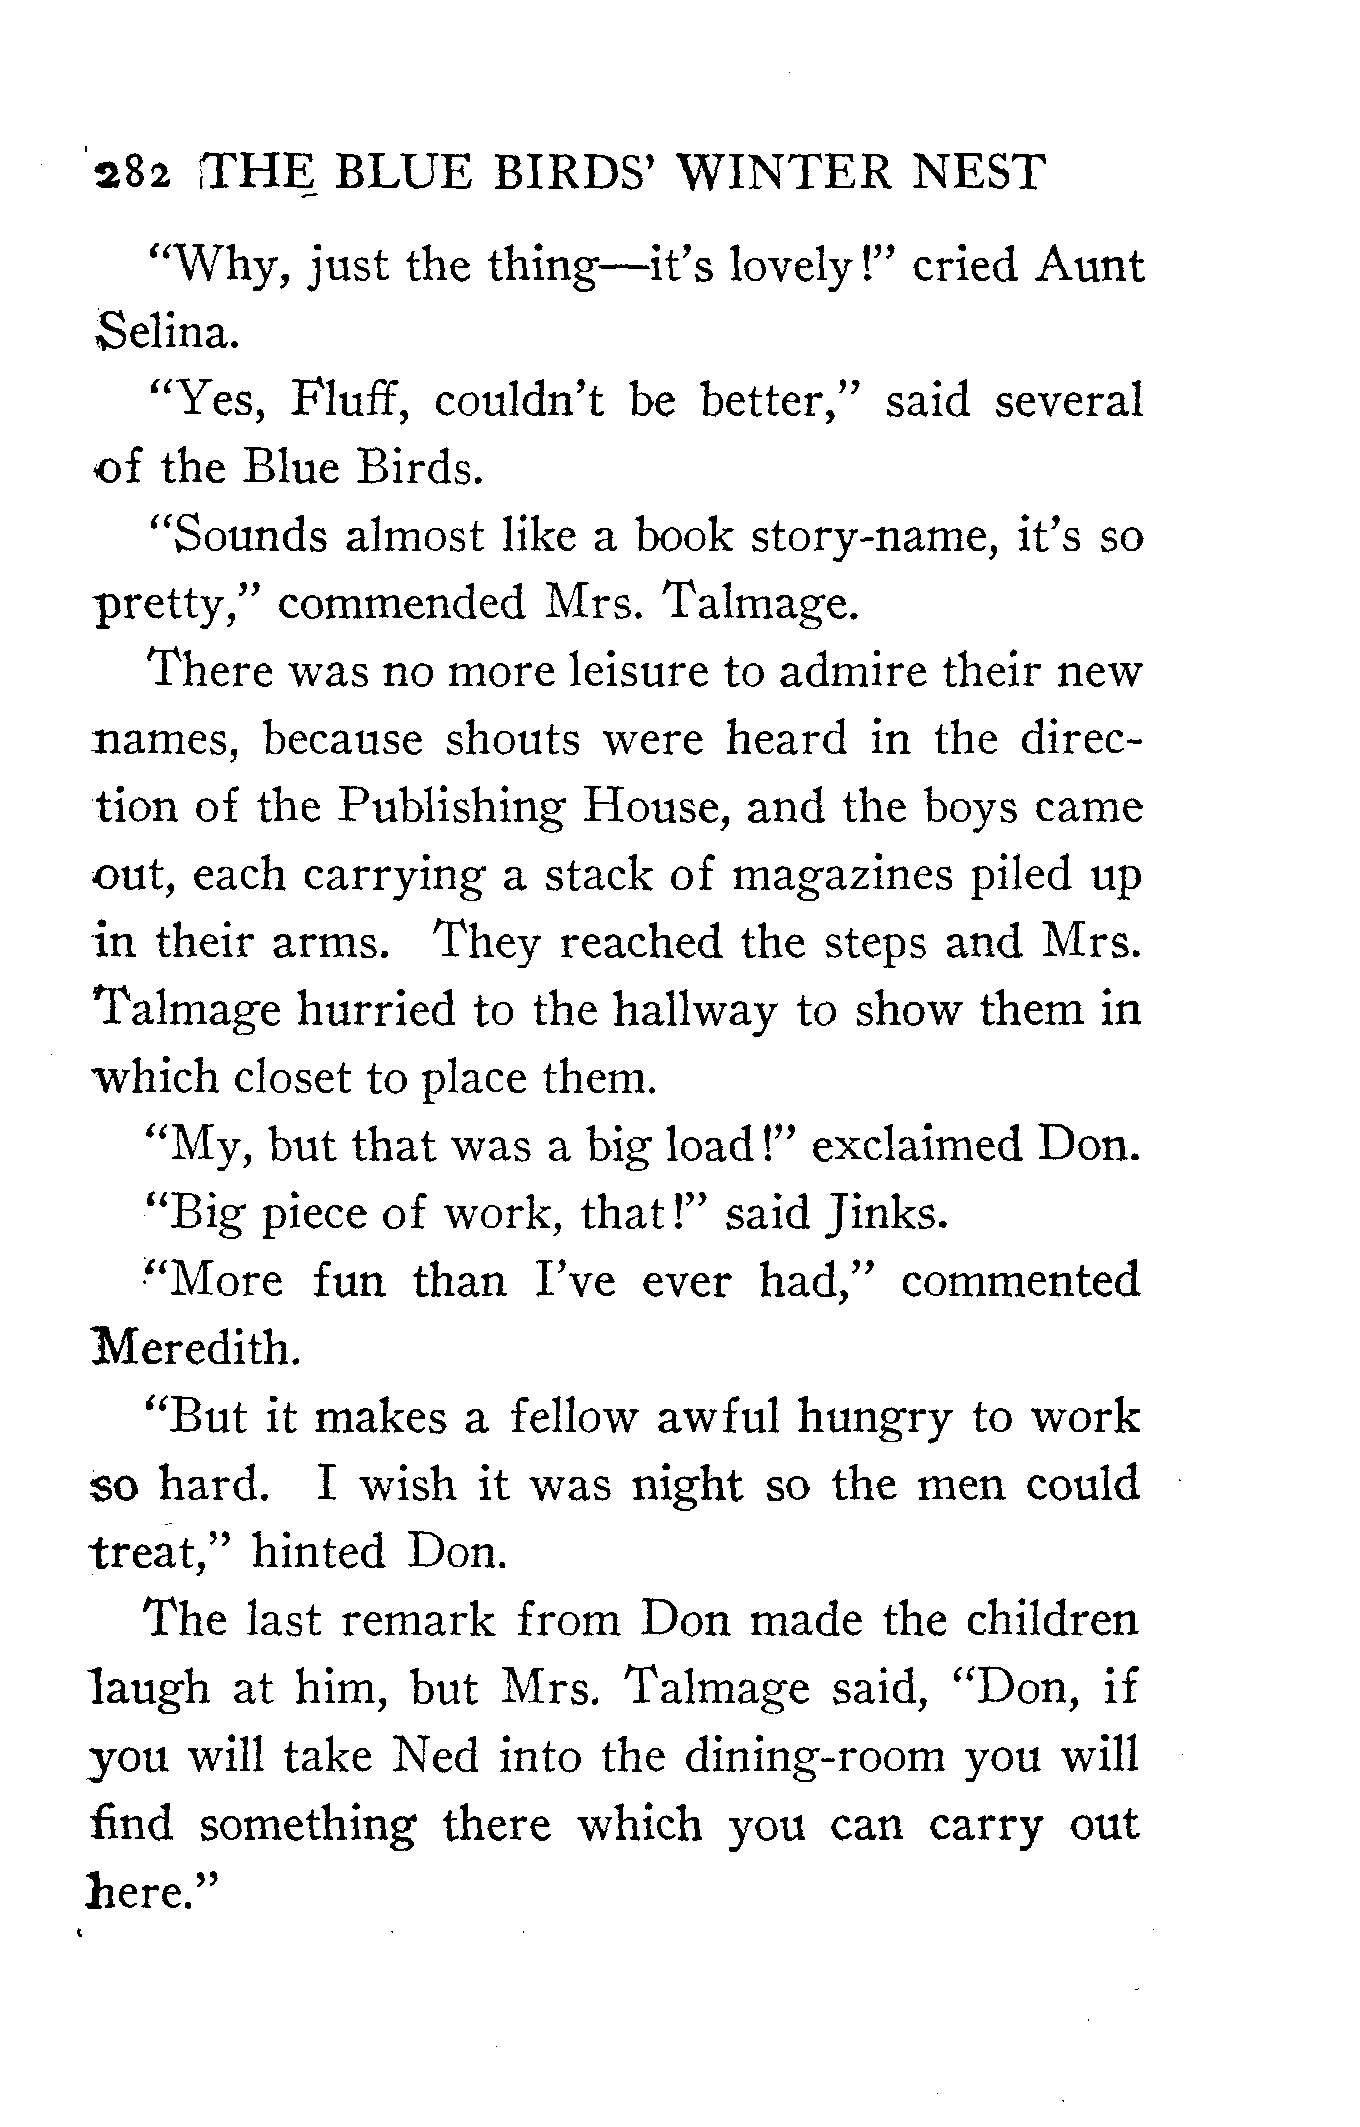 282 THE BLUE BIRDS' WINTER NEST
"Why, just the thing—it's lovely!" cried Aunt
Selina.
"Yes, Fluff, couldn't be better," said several
of the Blue Birds.
"Sounds almost like a book story-name, it's so
pretty," commended Mrs. Talmage.
There was no more leisure to admire their new
names, because shouts were heard in the direc-
tion of the Publishing House, and the boys came
out, each carrying a stack of magazines piled up
in their arms. They reached the steps and Mrs.
Talmage hurried to the hallway to show them in
which closet to place them.
"My, but that was a big load!" exclaimed Don.
"Big piece of work, that!" said Jinks.
"More fun than I've ever had," commented
Meredith.
"But it makes a fellow awful hungry to work
so hard. I wish it was night so the men could
treat," hinted Don.
The last remark from Don made the children
laugh at him, but Mrs. Talmage said, "Don, if
you will take Ned into the dining-room you will
find something there which you can carry out
here."